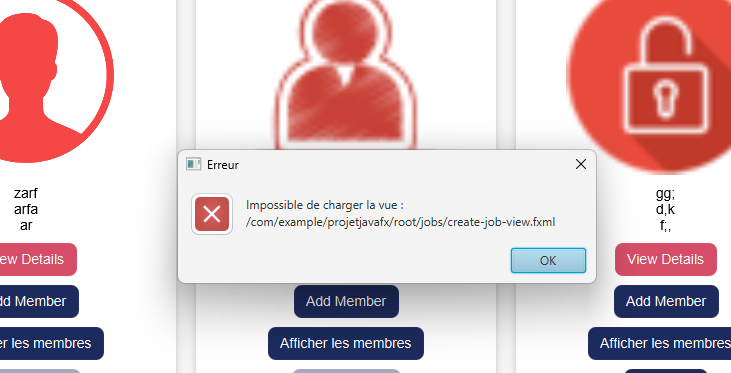 Erreur
Impossible de charger la vue :
/com/example/projetjavafx/root/jobs/create-job-view.fxml
OK
zarf
arfa
ar
ew Details
dd Member
er les membres
Add Member
Afficher les membres
gg;
d,k
f;,
View Details
Add Member
Afficher les membres